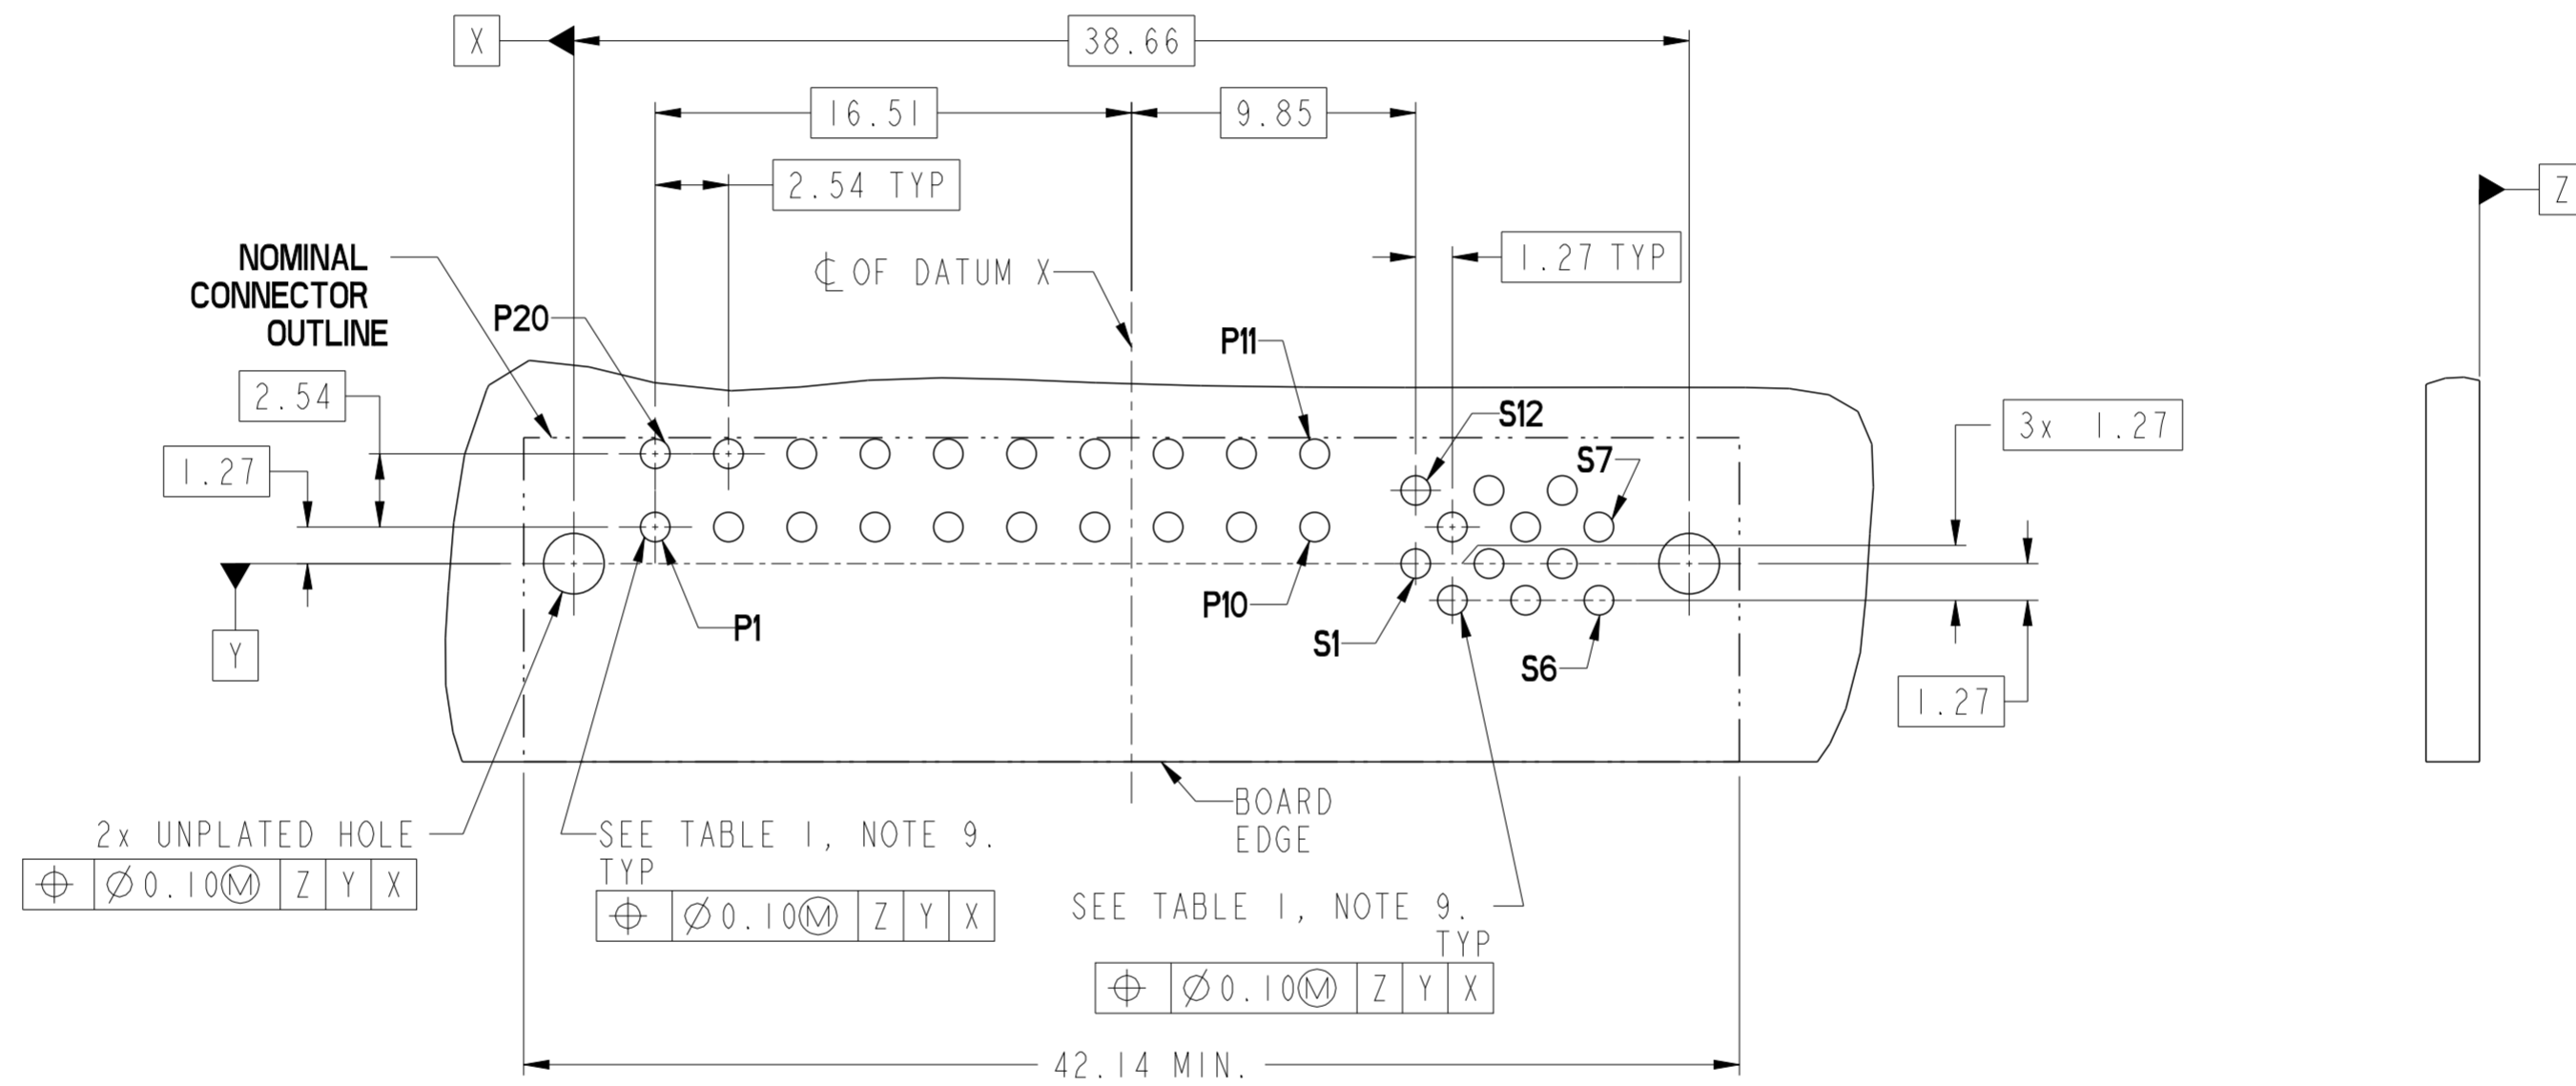 X
38.66
16.51
9.85
2.54 TYP
Z
1.27 TYP
℄ OF DATUM X
NOMINAL
CONNECTOR
OUTLINE
P20
P11
2.54
S12
3x 1.27
1.27
S7
P1
P10
S1
Y
S6
1.27
BOARD
EDGE
2x UNPLATED HOLE
⌖ ⌀0.10Ⓜ Z Y X
SEE TABLE 1, NOTE 9.
TYP
⌖ ⌀0.10Ⓜ Z Y X
SEE TABLE 1, NOTE 9.
TYP
⌖ ⌀0.10Ⓜ Z Y X
42.14 MIN.